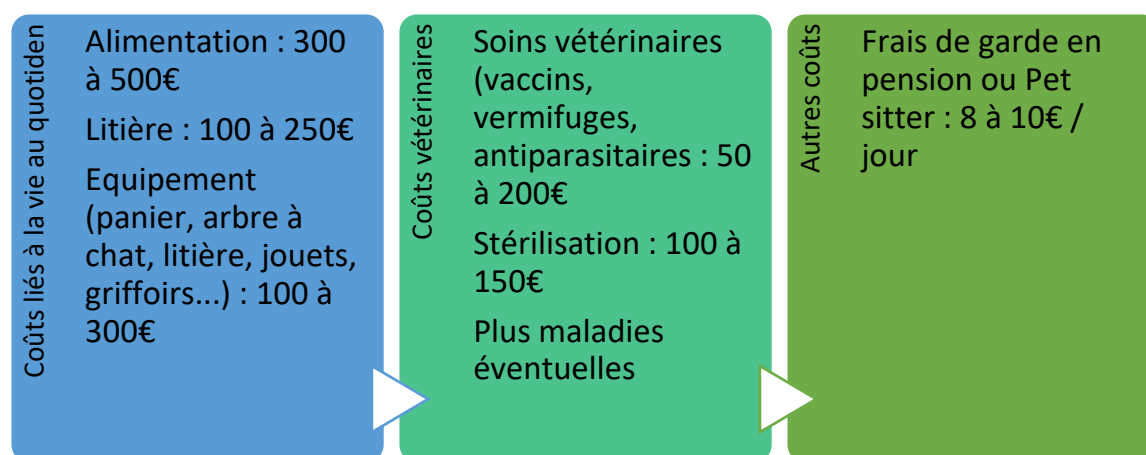 Coûts liés à la vie au quotiden
Alimentation : 300
à 500€
Litière : 100 à 250€
Equipement
(panier, arbre à
chat, litière, jouets,
griffoirs...) : 100 à
300€
Coûts vétérinaires
Soins vétérinaires
(vaccins,
vermifuges,
antiparasitaires : 50
à 200€
Stérilisation : 100 à
150€
Plus maladies
éventuelles
Autres coûts
Frais de garde en
pension ou Pet
sitter : 8 à 10€ /
jour